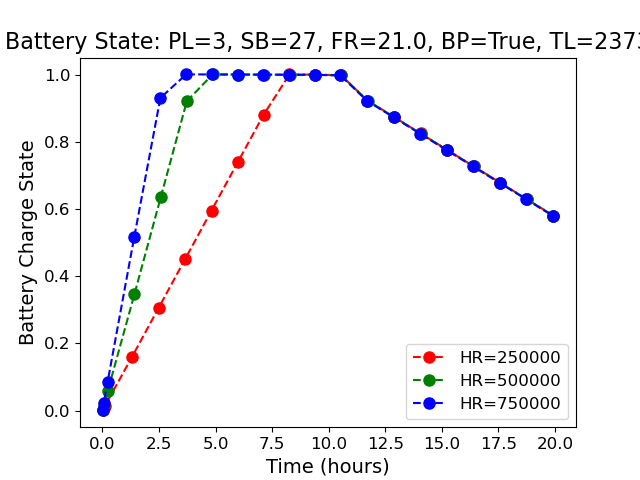 Battery State: PL=3, SB=27, FR=21.0, BP=True, TL=2373
1.0
0.8
0.6
0.4
0.2
0.0
Battery Charge State
HR=250000
HR=500000
HR=750000
0.0 2.5 5.0 7.5 10.0 12.5 15.0 17.5 20.0
Time (hours)